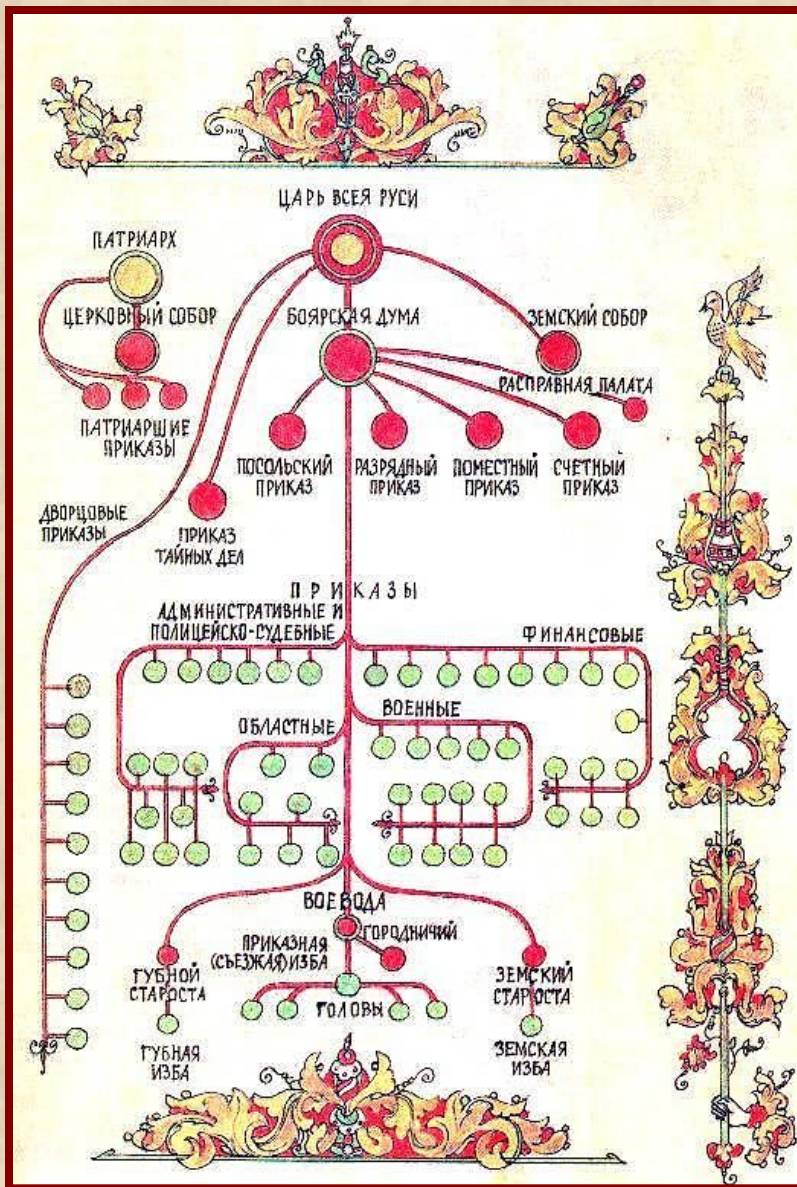 ЦАРЬ ВСЕЯ РУСИ
ПАТРИАРХ
ЦЕРКОВНЫЙ СОБОР
БОЯРСКАЯ ДУМА
ЗЕМСКИЙ СОБОР
РАСПРАВНАЯ ПАЛАТА
ПАТРИАРШИЕ
ПРИКАЗЫ
ПОСОЛЬСКИЙ
ПРИКАЗ
РАЗРЯДНЫЙ
ПРИКАЗ
ПОМЕСТНЫЙ
ПРИКАЗ
СЧЕТНЫЙ
ПРИКАЗ
ДВОРЦОВЫЕ
ПРИКАЗЫ
ПРИКАЗ
ТАЙНЫХ ДЕЛ
ПРИКАЗЫ
АДМИНИСТРАТИВНЫЕ И
ПОЛИЦЕЙСКО-СУДЕБНЫЕ
ФИНАНСОВЫЕ
ОБЛАСТНЫЕ
ВОЕННЫЕ
ВОЕВОДА
ГОРОДНИЧИЙ
ПРИКАЗНАЯ
(СЪЕЗЖАЯ) ИЗБА
ГУБНОЙ
СТАРОСТА
ЗЕМСКИЙ
СТАРОСТА
ГОЛОВЫ
ГУБНАЯ
ИЗБА
ЗЕМСКАЯ
ИЗБА